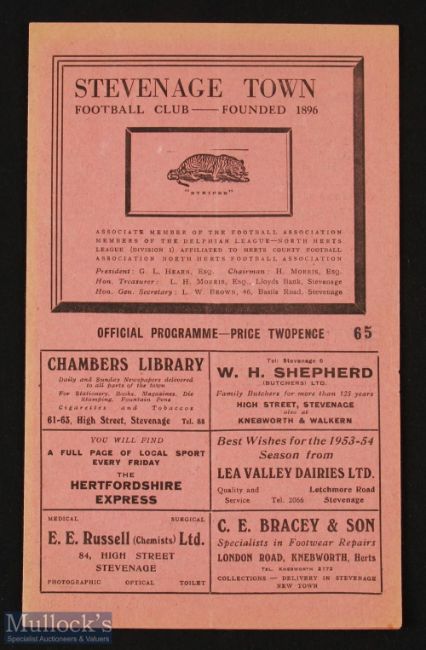 STEVENAGE TOWN
FOOTBALL CLUB — FOUNDED 1896
"STRIPES"
ASSOCIATE MEMBER OF THE FOOTBALL ASSOCIATION
MEMBERS OF THE DELPHIAN LEAGUE—NORTH HERTS
LEAGUE (DIVISION 1) AFFILIATED TO HERTS COUNTY FOOTBALL
ASSOCIATION NORTH HERTS FOOTBALL ASSOCIATION
President: G. L. HEARN, Esq. Chairman: H. MORRIS, Esq.
Hon. Treasurer: L. H. MORRIS, Esq., Lloyds Bank, Stevenage
Hon. Gen. Secretary: L. W. BROWN, 46, Basils Road, Stevenage
OFFICIAL PROGRAMME—PRICE TWOPENCE 65
CHAMBERS LIBRARY
Daily and Sunday Newspapers delivered
to all parts of the town
For Stationery, Books, Magazines, Die
Stamping, Fountain Pens
Cigarettes and Tobaccos
61-63, High Street, Stevenage Tel. 88
Tel: Stevenage 6
W. H. SHEPHERD
(BUTCHERS) LTD.
Family Butchers for more than 125 years
HIGH STREET, STEVENAGE
also at
KNEBWORTH & WALKERN
YOU WILL FIND
A FULL PAGE OF LOCAL SPORT
EVERY FRIDAY
THE
HERTFORDSHIRE
EXPRESS
Best Wishes for the 1953-54
Season from
LEA VALLEY DAIRIES LTD.
Quality and Letchmore Road
Service Tel. 2066 Stevenage
MEDICAL SURGICAL
E. E. Russell (Chemists) Ltd.
84, HIGH STREET
STEVENAGE
PHOTOGRAPHIC OPTICAL TOILET
C. E. BRACEY & SON
Specialists in Footwear Repairs
LONDON ROAD, KNEBWORTH, Herts
TEL. KNEBWORTH 2172
COLLECTIONS — DELIVERY IN STEVENAGE
NEW TOWN
Mullock's
Specialist Auctioneers & Valuers